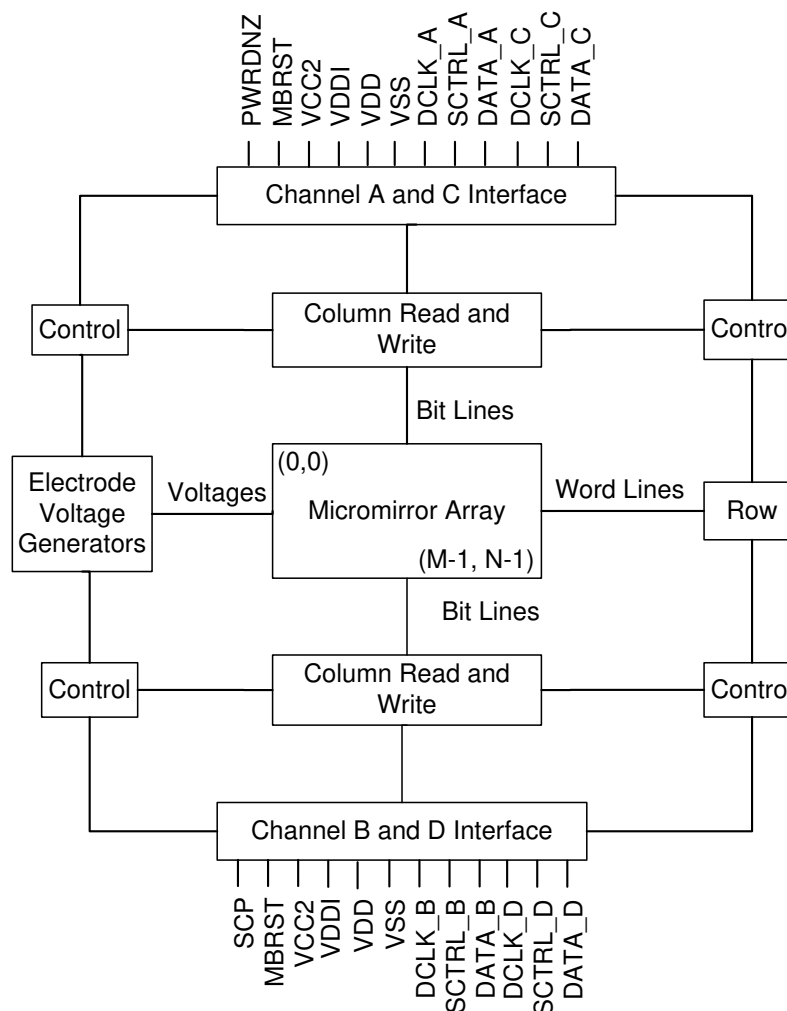 PWRDNZ
MBRST
VCC2
VDDI
VDD
VSS
DCLK_A
SCTRL_A
DATA_A
DCLK_C
SCTRL_C
DATA_C
Channel A and C Interface
Control
Column Read and
Write
Control
Bit Lines
Electrode
Voltage
Generators
Voltages
(0,0)
Micromirror Array
(M-1, N-1)
Word Lines
Row
Bit Lines
Control
Column Read and
Write
Control
Channel B and D Interface
SCP
MBRST
VCC2
VDDI
VDD
VSS
DCLK_B
SCTRL_B
DATA_B
DCLK_D
SCTRL_D
DATA_D